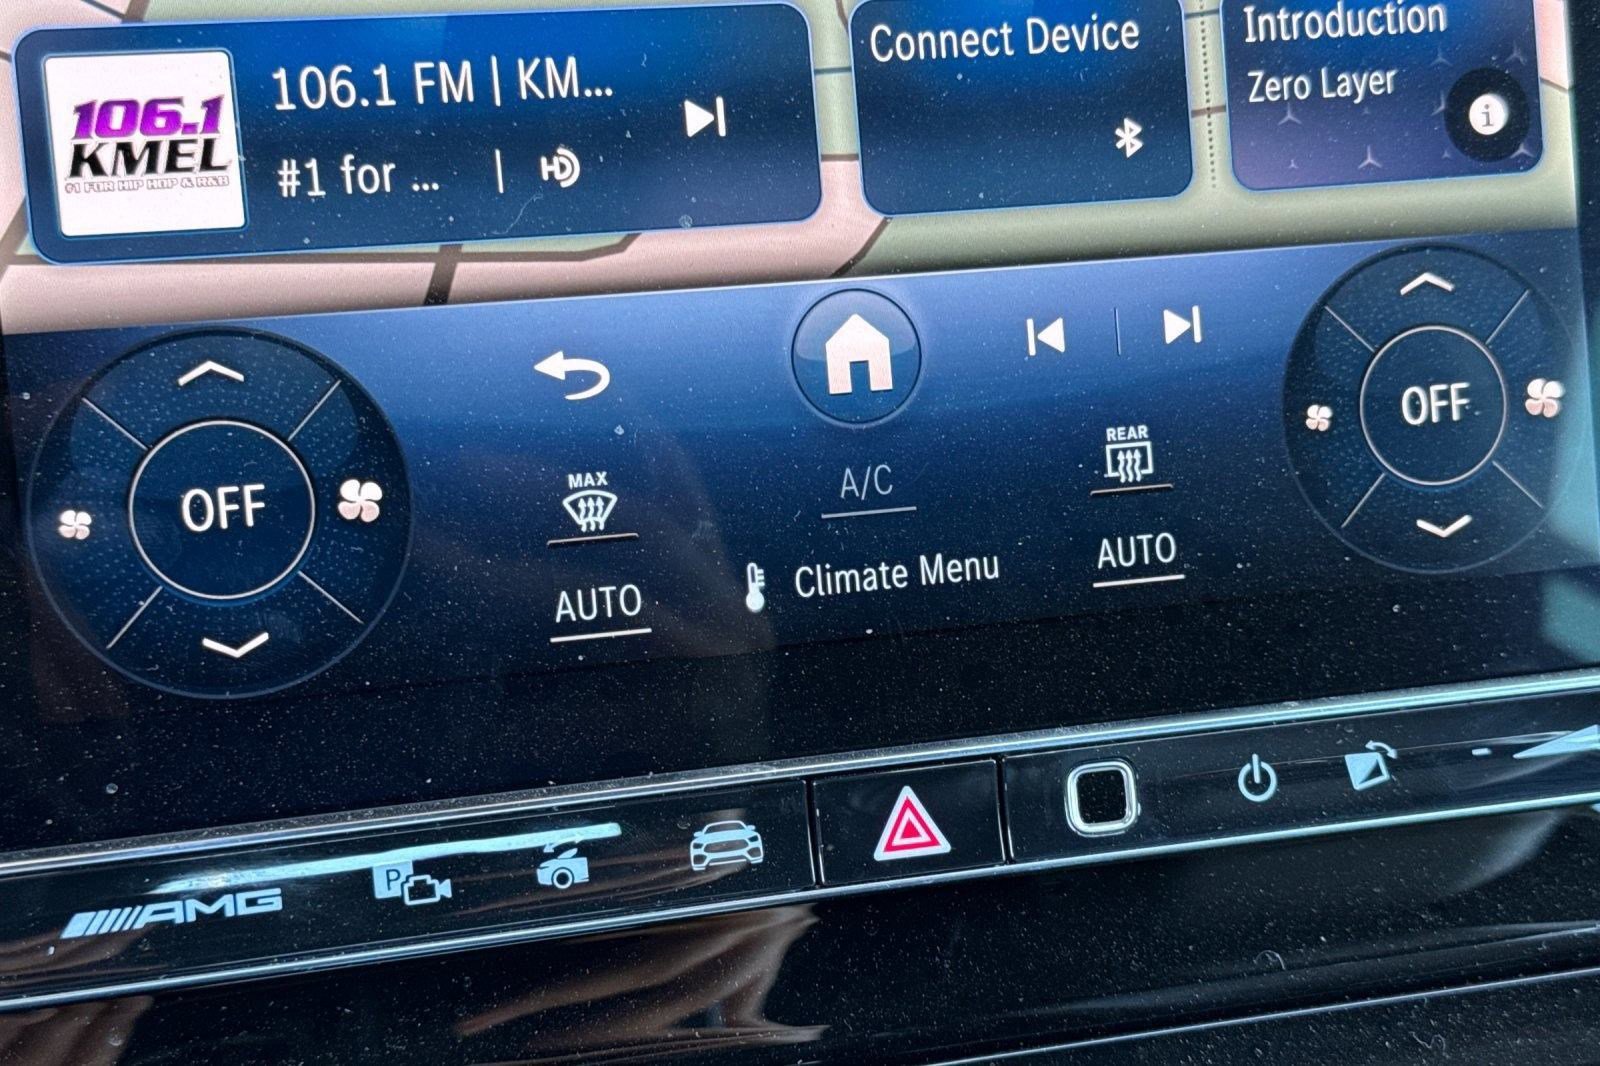 106.1
KMEL
#1 FOR HIP HOP & R&B
106.1 FM | KM...
#1 for ... | HD
Connect Device
Introduction
Zero Layer
i
OFF
MAX
AUTO
A/C
Climate Menu
REAR
AUTO
OFF
AMG
P